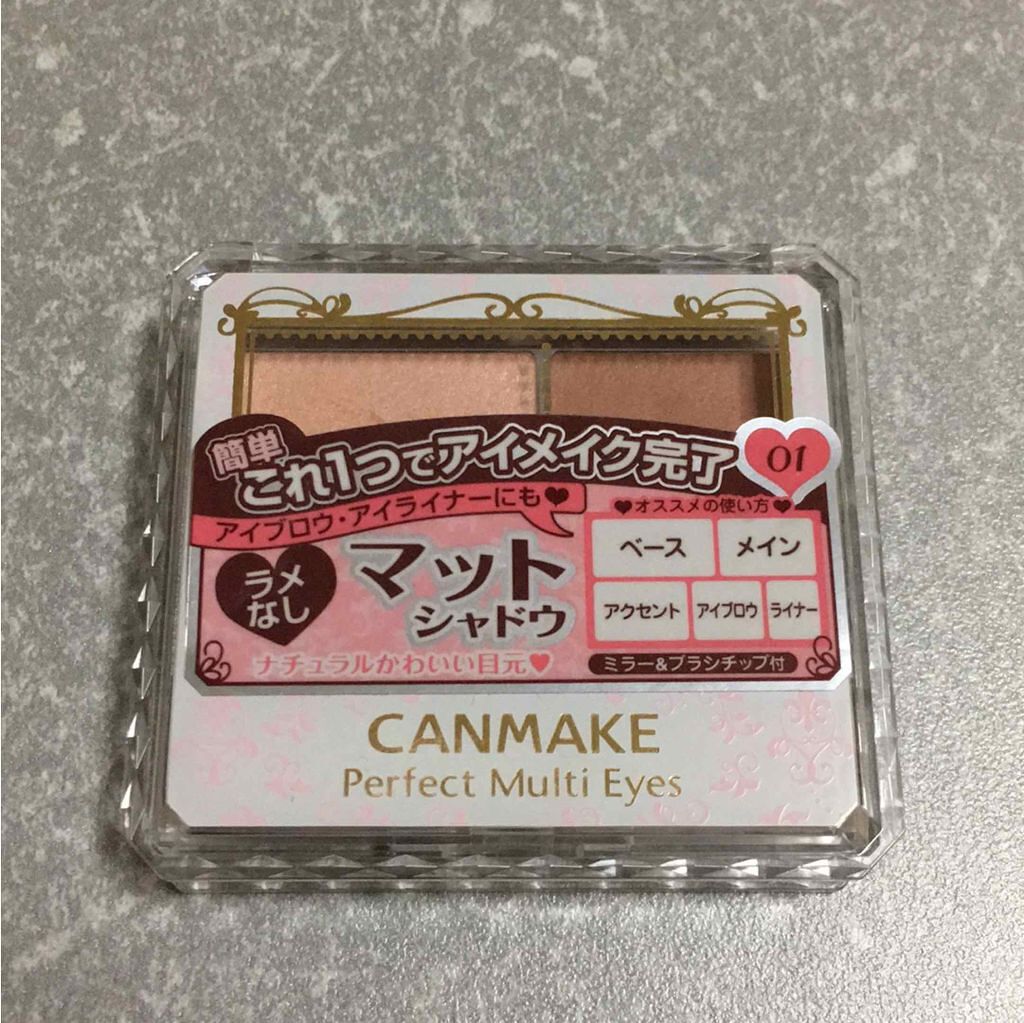 簡単
これ1つでアイメイク完了
01
アイブロウ・アイライナーにも♥
♥オススメの使い方♥
ベース
メイン
アクセント
アイブロウ
ライナー
ラメ
なし
マット
シャドウ
ナチュラルかわいい目元♥
ミラー&ブラシチップ付
CANMAKE
Perfect Multi Eyes